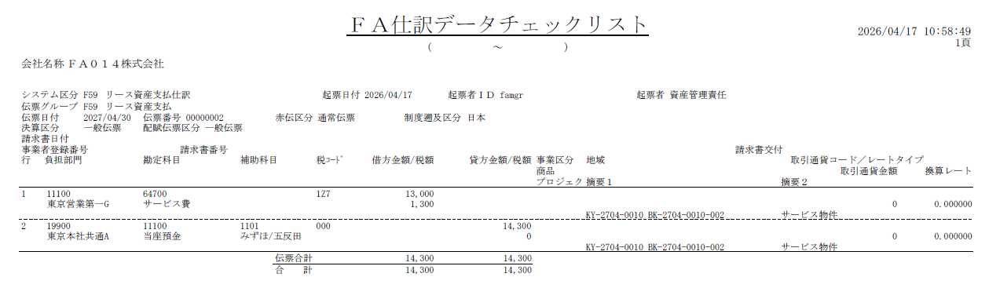 ＦＡ仕訳データチェックリスト
2026/04/17 10:58:49
(　　　　～　　　　)
1頁
会社名称 ＦＡ０１４株式会社
システム区分 F59 リース資産支払仕訳 起票日付 2026/04/17 起票者ＩＤ famgr 起票者 資産管理責任
伝票グループ F59 リース資産支払
伝票日付 2027/04/30 伝票番号 00000002 赤伝区分 通常伝票 制度遡及区分 日本
決算区分 一般伝票 配賦伝票区分 一般伝票
請求書日付
事業者登録番号 請求書番号 請求書交付
行 負担部門 勘定科目 補助科目 税ｺｰﾄﾞ 借方金額/税額 貸方金額/税額 事業区分 地域 取引通貨コード／レートタイプ
商品 取引通貨金額 換算レート
プロジェク 摘要１ 摘要２
1 11100 64700 1Z7 13,000
東京営業第一G サービス費 1,300 0 0.000000
KY-2704-0010 BK-2704-0010-002 サービス物件
2 19900 11100 1101 000 14,300
東京本社共通A 当座預金 みずほ/五反田 0 0 0.000000
KY-2704-0010 BK-2704-0010-002 サービス物件
伝票合計 14,300 14,300
合　計 14,300 14,300